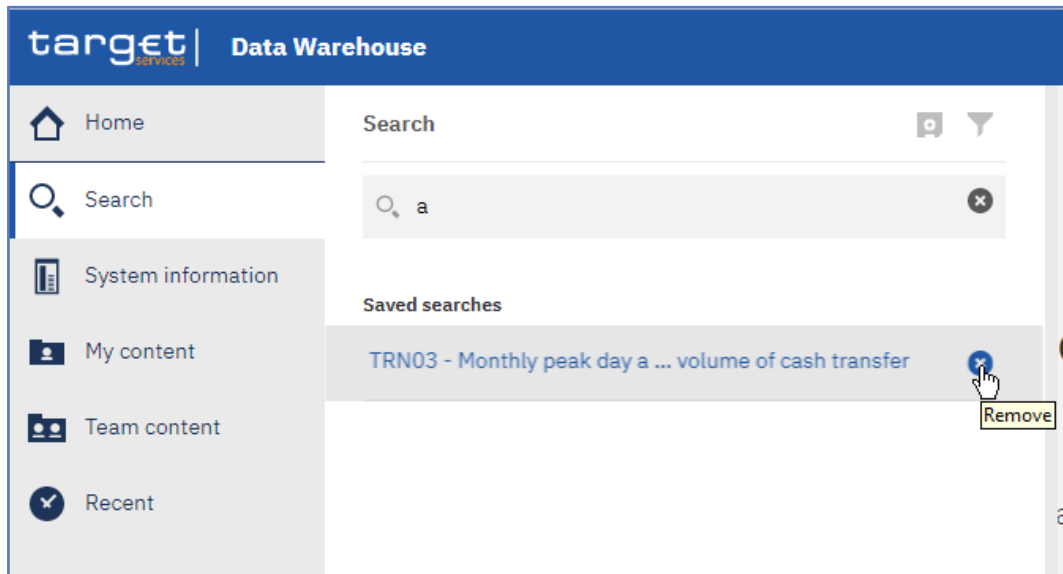 target services | Data Warehouse
Home
Search
System information
My content
Team content
Recent
Search
a
Saved searches
TRN03 - Monthly peak day a ... volume of cash transfer
Remove